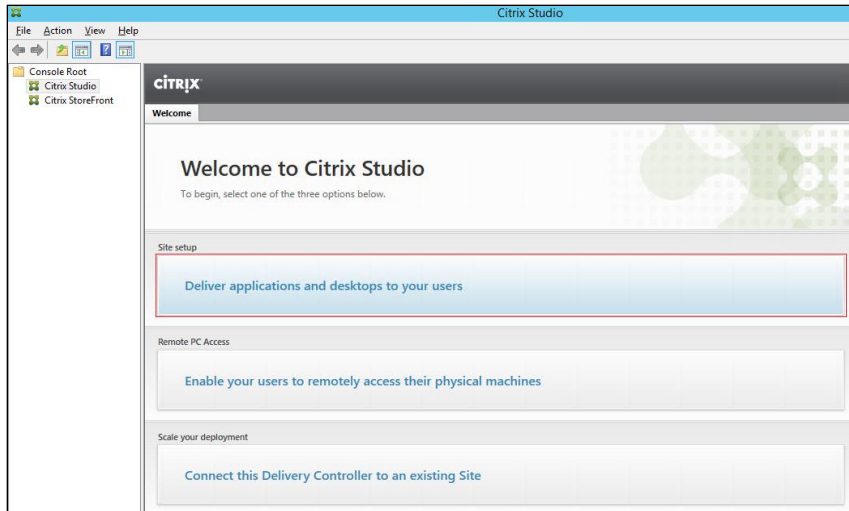 Citrix Studio
File Action View Help
Console Root
Citrix Studio
Citrix StoreFront
CİTRIX
Welcome
Welcome to Citrix Studio
To begin, select one of the three options below.
Site setup
Deliver applications and desktops to your users
Remote PC Access
Enable your users to remotely access their physical machines
Scale your deployment
Connect this Delivery Controller to an existing Site